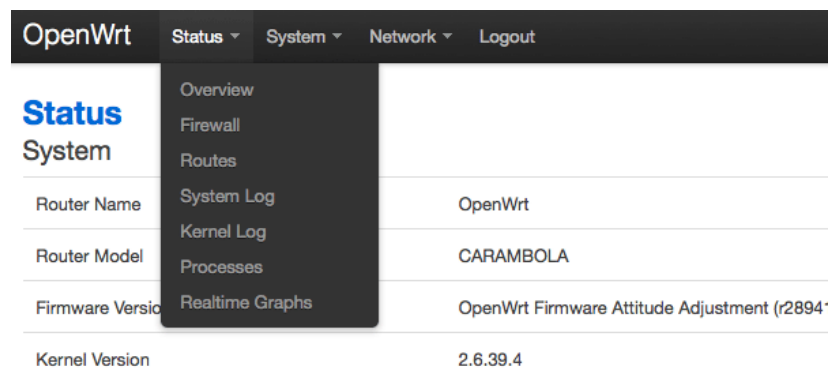 OpenWrt Status System Network Logout
Overview
Firewall
Routes
System Log
Kernel Log
Processes
Realtime Graphs
Status
System
Router Name OpenWrt
Router Model CARAMBOLA
Firmware Versio OpenWrt Firmware Attitude Adjustment (r28941
Kernel Version 2.6.39.4